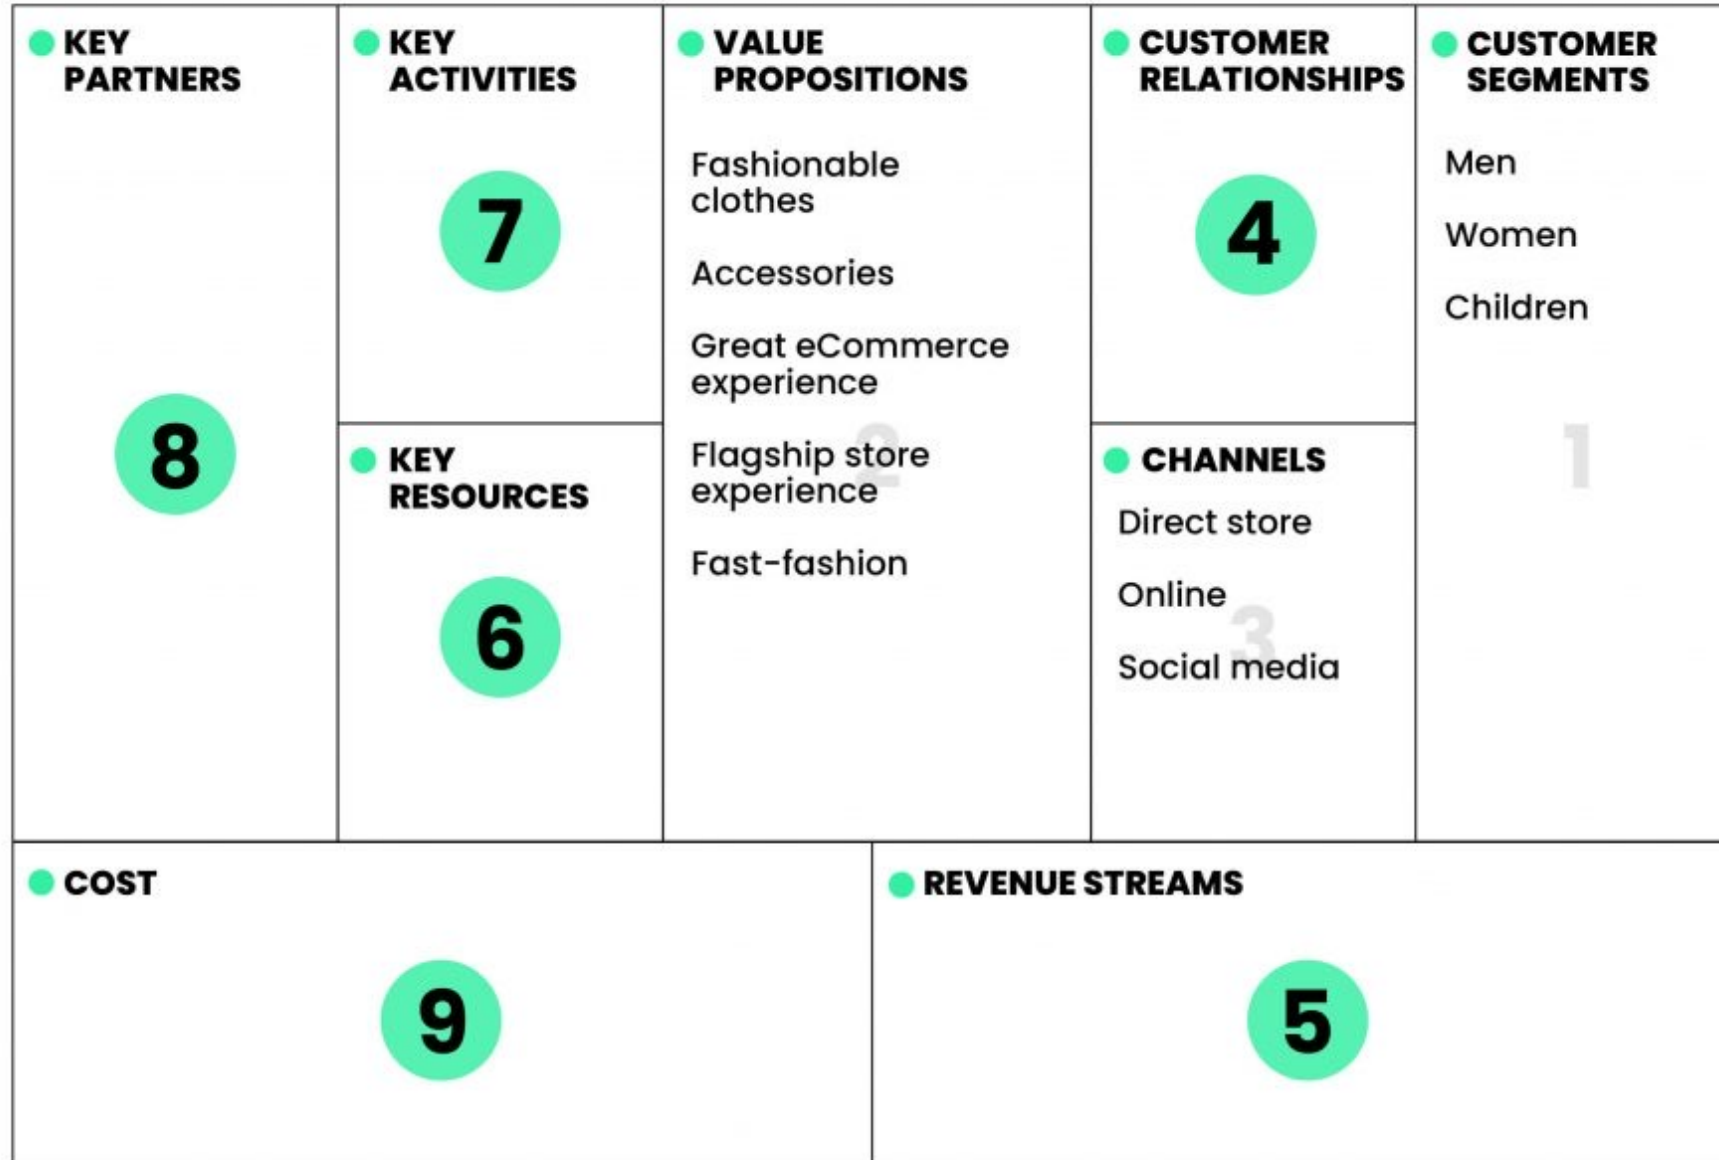 KEY
PARTNERS
8
KEY
ACTIVITIES
7
KEY
RESOURCES
6
VALUE
PROPOSITIONS
Fashionable
clothes
Accessories
Great eCommerce
experience
2
Flagship store
experience
Fast-fashion
CUSTOMER
RELATIONSHIPS
4
CHANNELS
Direct store
Online
3
Social media
CUSTOMER
SEGMENTS
Men
Women
Children
1
COST
9
REVENUE STREAMS
5